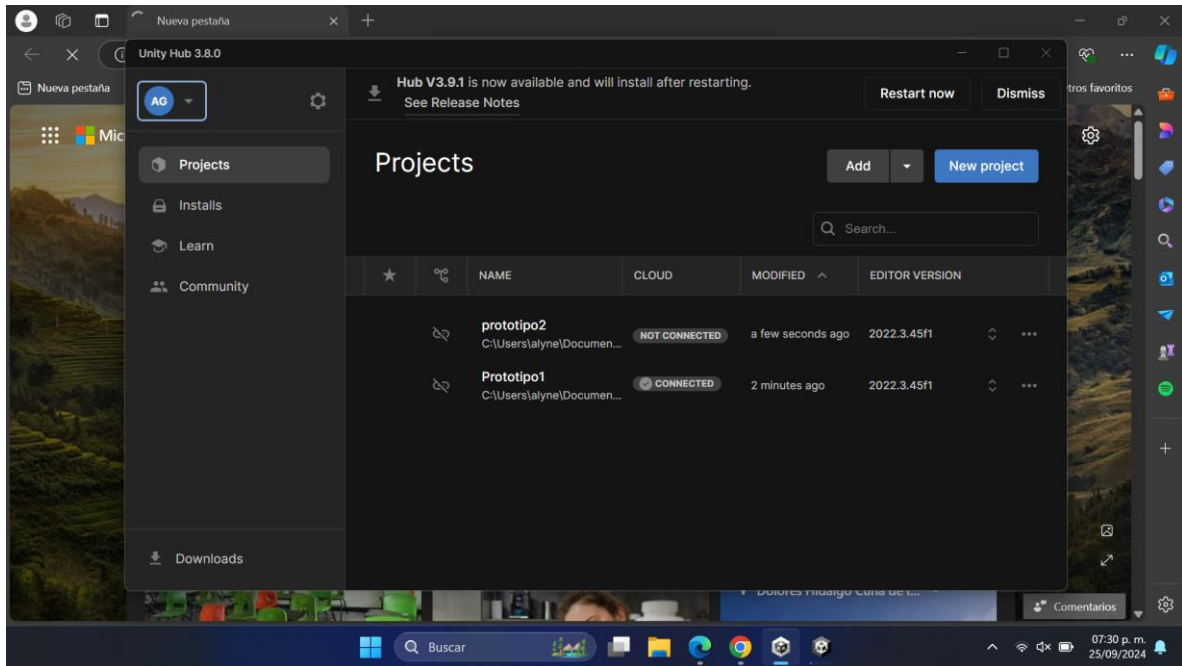 Nueva pestaña
Unity Hub 3.8.0
Nueva pestaña
tros favoritos
Mic
AG
Hub V3.9.1 is now available and will install after restarting.
See Release Notes
Restart now
Dismiss
Projects
Installs
Learn
Community
Downloads
Projects
Add
New project
Search...
NAME
CLOUD
MODIFIED
EDITOR VERSION
prototipo2
C:\Users\alyne\Documen...
NOT CONNECTED
a few seconds ago
2022.3.45f1
Prototipo1
C:\Users\alyne\Documen...
CONNECTED
2 minutes ago
2022.3.45f1
Dolores Hidalgo Cuna de I...
Comentarios
Buscar
07:30 p. m.
25/09/2024